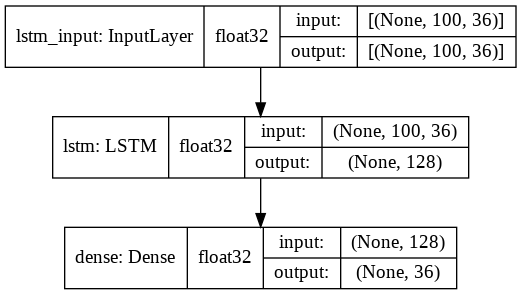 lstm_input: InputLayer float32 input: [(None, 100, 36)]
output: [(None, 100, 36)]
lstm: LSTM float32 input: (None, 100, 36)
output: (None, 128)
dense: Dense float32 input: (None, 128)
output: (None, 36)